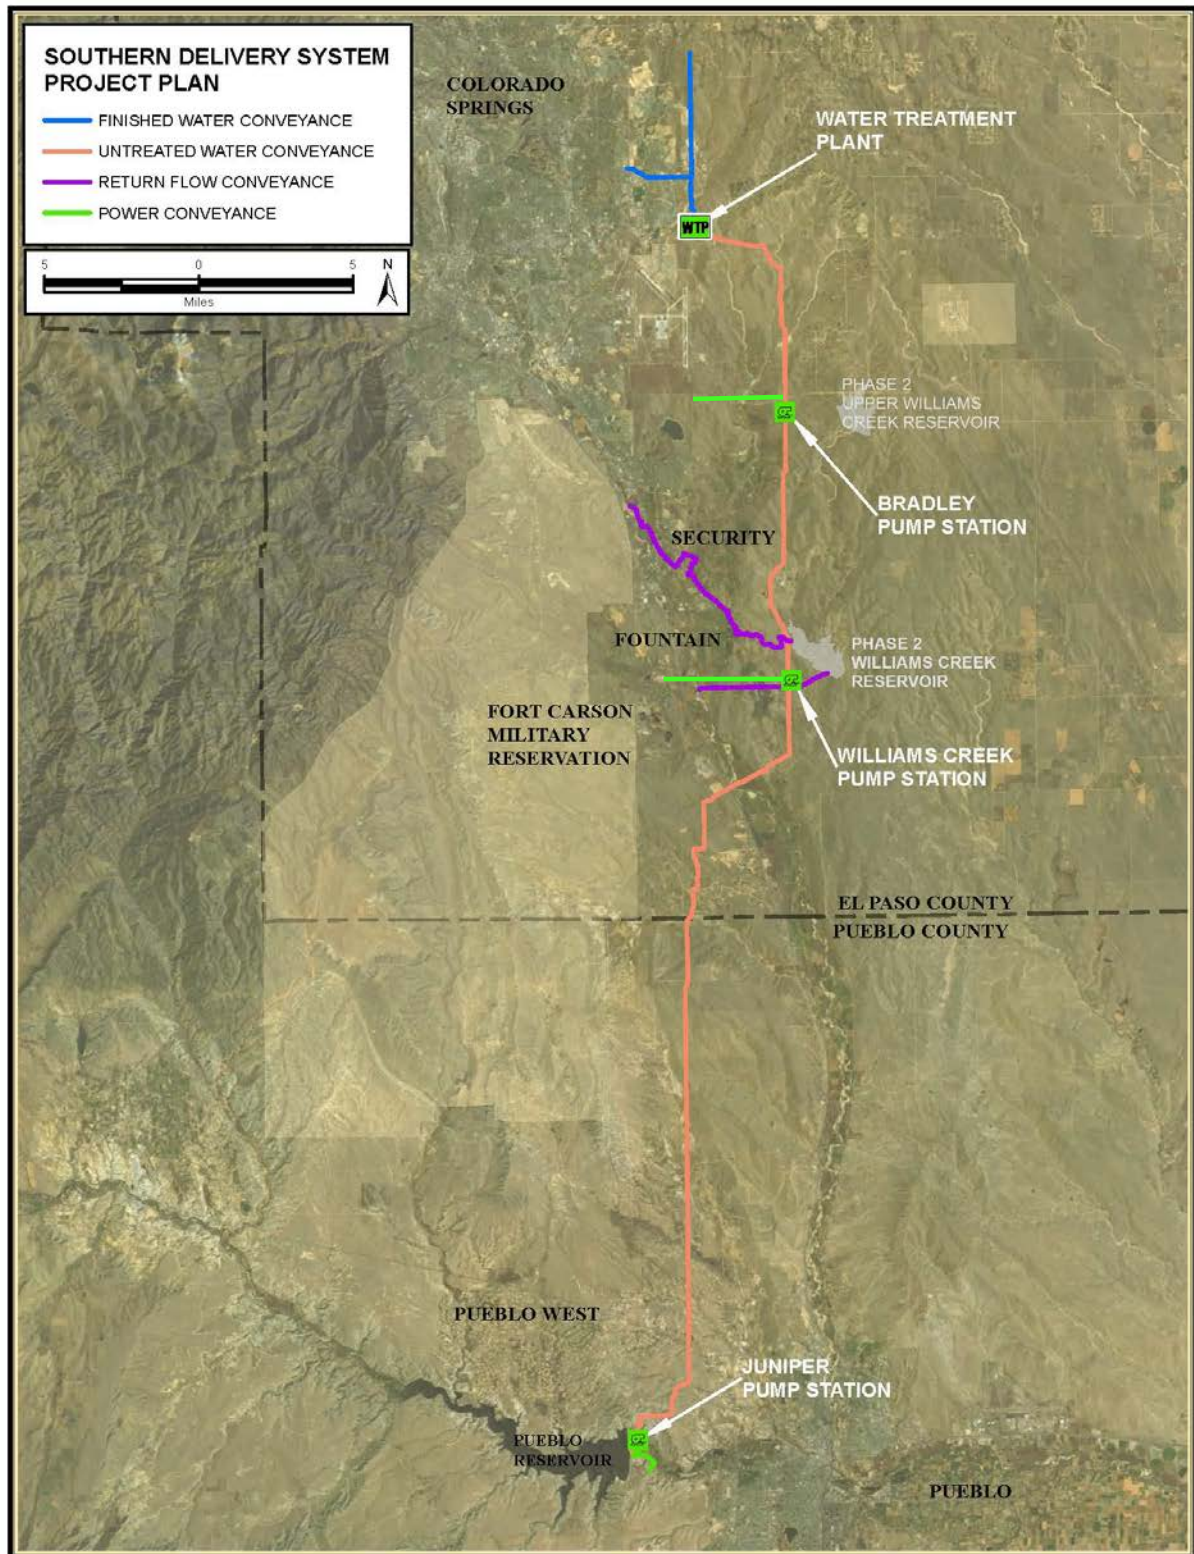 SOUTHERN DELIVERY SYSTEM
PROJECT PLAN
FINISHED WATER CONVEYANCE
UNTREATED WATER CONVEYANCE
RETURN FLOW CONVEYANCE
POWER CONVEYANCE
5 0 5
Miles
N
COLORADO
SPRINGS
WATER TREATMENT
PLANT
WTP
PHASE 2
UPPER WILLIAMS
CREEK RESERVOIR
BRADLEY
PUMP STATION
SECURITY
FOUNTAIN
PHASE 2
WILLIAMS CREEK
RESERVOIR
FORT CARSON
MILITARY
RESERVATION
WILLIAMS CREEK
PUMP STATION
EL PASO COUNTY
PUEBLO COUNTY
PUEBLO WEST
JUNIPER
PUMP STATION
PUEBLO
RESERVOIR
PUEBLO